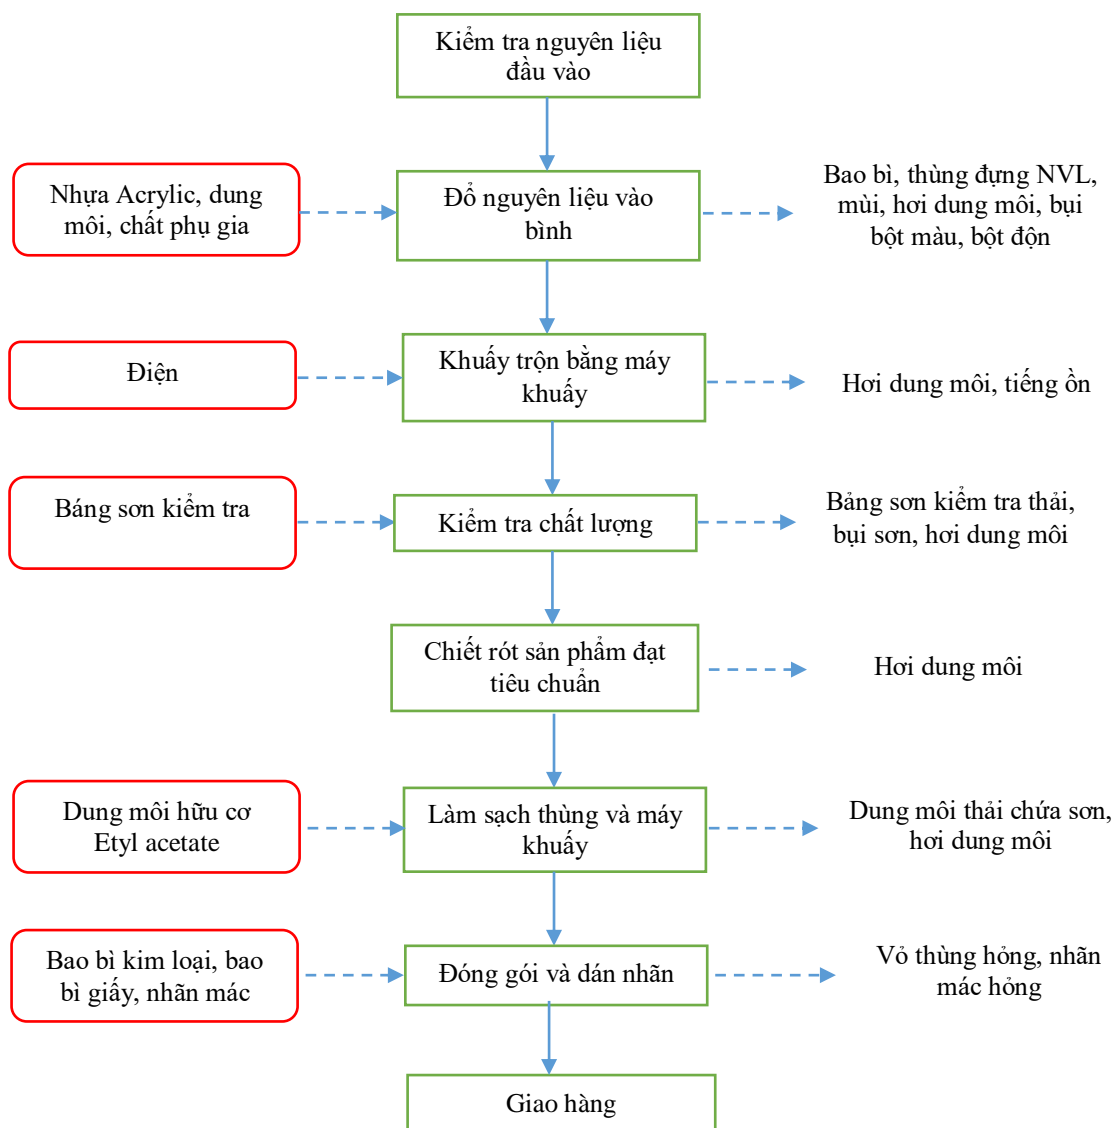 Kiểm tra nguyên liệu
đầu vào
Nhựa Acrylic, dung
môi, chất phụ gia
Đổ nguyên liệu vào
bình
Bao bì, thùng đựng NVL,
mùi, hơi dung môi, bụi
bột màu, bột độn
Điện
Khuấy trộn bằng máy
khuấy
Hơi dung môi, tiếng ồn
Báng sơn kiểm tra
Kiểm tra chất lượng
Bảng sơn kiểm tra thải,
bụi sơn, hơi dung môi
Chiết rót sản phẩm đạt
tiêu chuẩn
Hơi dung môi
Dung môi hữu cơ
Etyl acetate
Làm sạch thùng và máy
khuấy
Dung môi thải chứa sơn,
hơi dung môi
Bao bì kim loại, bao
bì giấy, nhãn mác
Đóng gói và dán nhãn
Vỏ thùng hỏng, nhãn
mác hỏng
Giao hàng